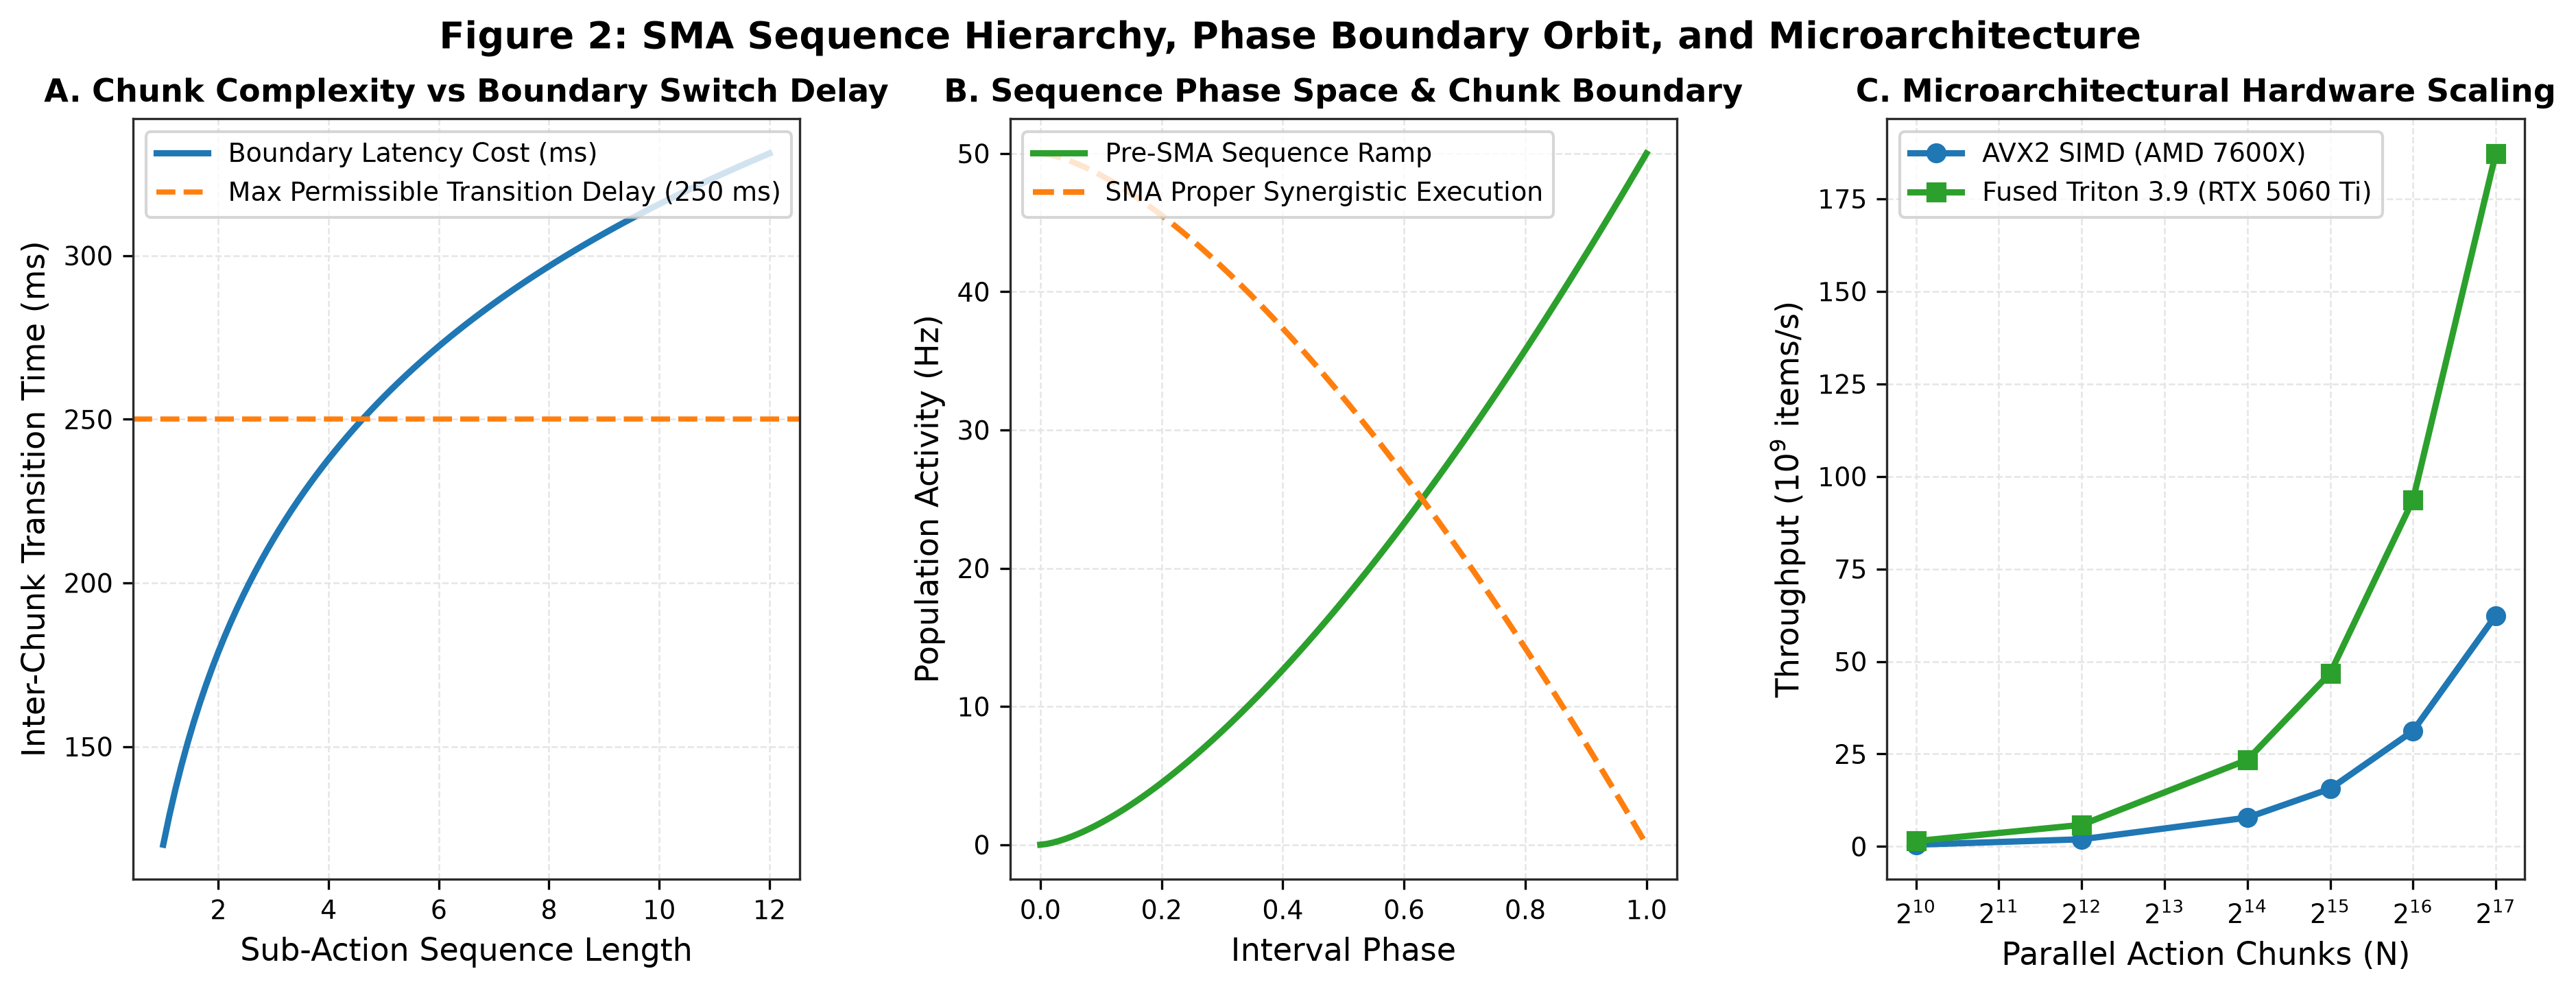 Figure 2: SMA Sequence Hierarchy, Phase Boundary Orbit, and Microarchitecture
A. Chunk Complexity vs Boundary Switch Delay
Boundary Latency Cost (ms)
Max Permissible Transition Delay (250 ms)
Inter-Chunk Transition Time (ms)
300
250
200
150
2 4 6 8 10 12
Sub-Action Sequence Length
B. Sequence Phase Space & Chunk Boundary
Pre-SMA Sequence Ramp
SMA Proper Synergistic Execution
Population Activity (Hz)
50
40
30
20
10
0
0.0 0.2 0.4 0.6 0.8 1.0
Interval Phase
C. Microarchitectural Hardware Scaling
AVX2 SIMD (AMD 7600X)
Fused Triton 3.9 (RTX 5060 Ti)
Throughput (10⁹ items/s)
175
150
125
100
75
50
25
0
2¹⁰ 2¹¹ 2¹² 2¹³ 2¹⁴ 2¹⁵ 2¹⁶ 2¹⁷
Parallel Action Chunks (N)